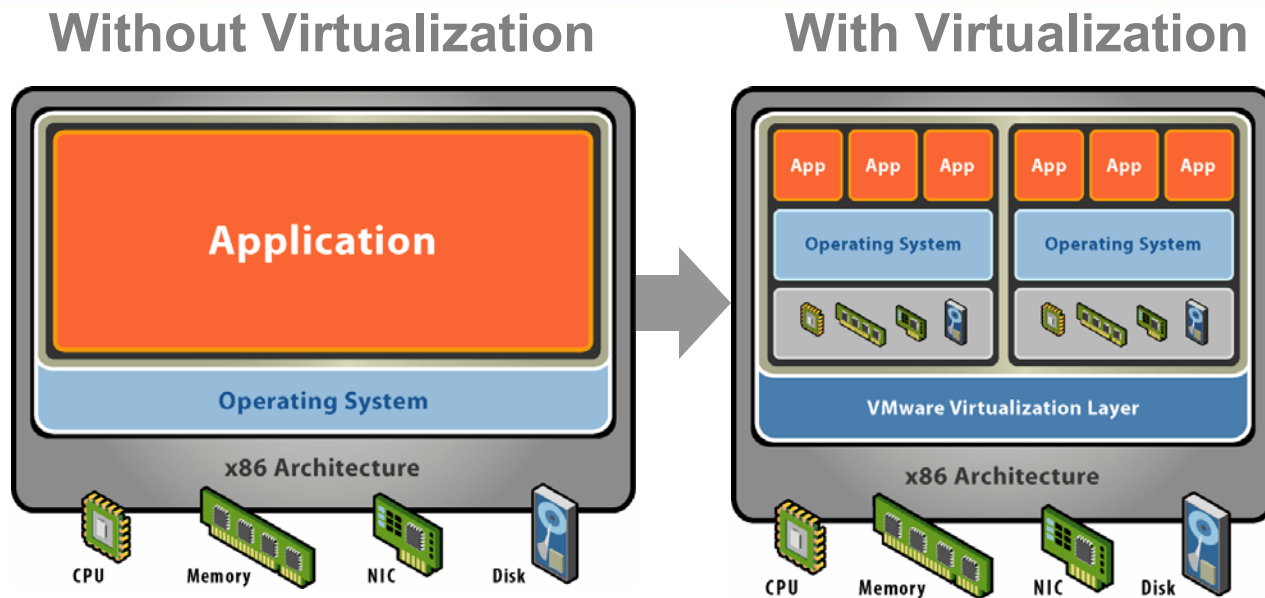 Without Virtualization
With Virtualization
Application
Operating System
x86 Architecture
CPU
Memory
NIC
Disk
App App App
App App App
Operating System
Operating System
VMware Virtualization Layer
x86 Architecture
CPU
Memory
NIC
Disk